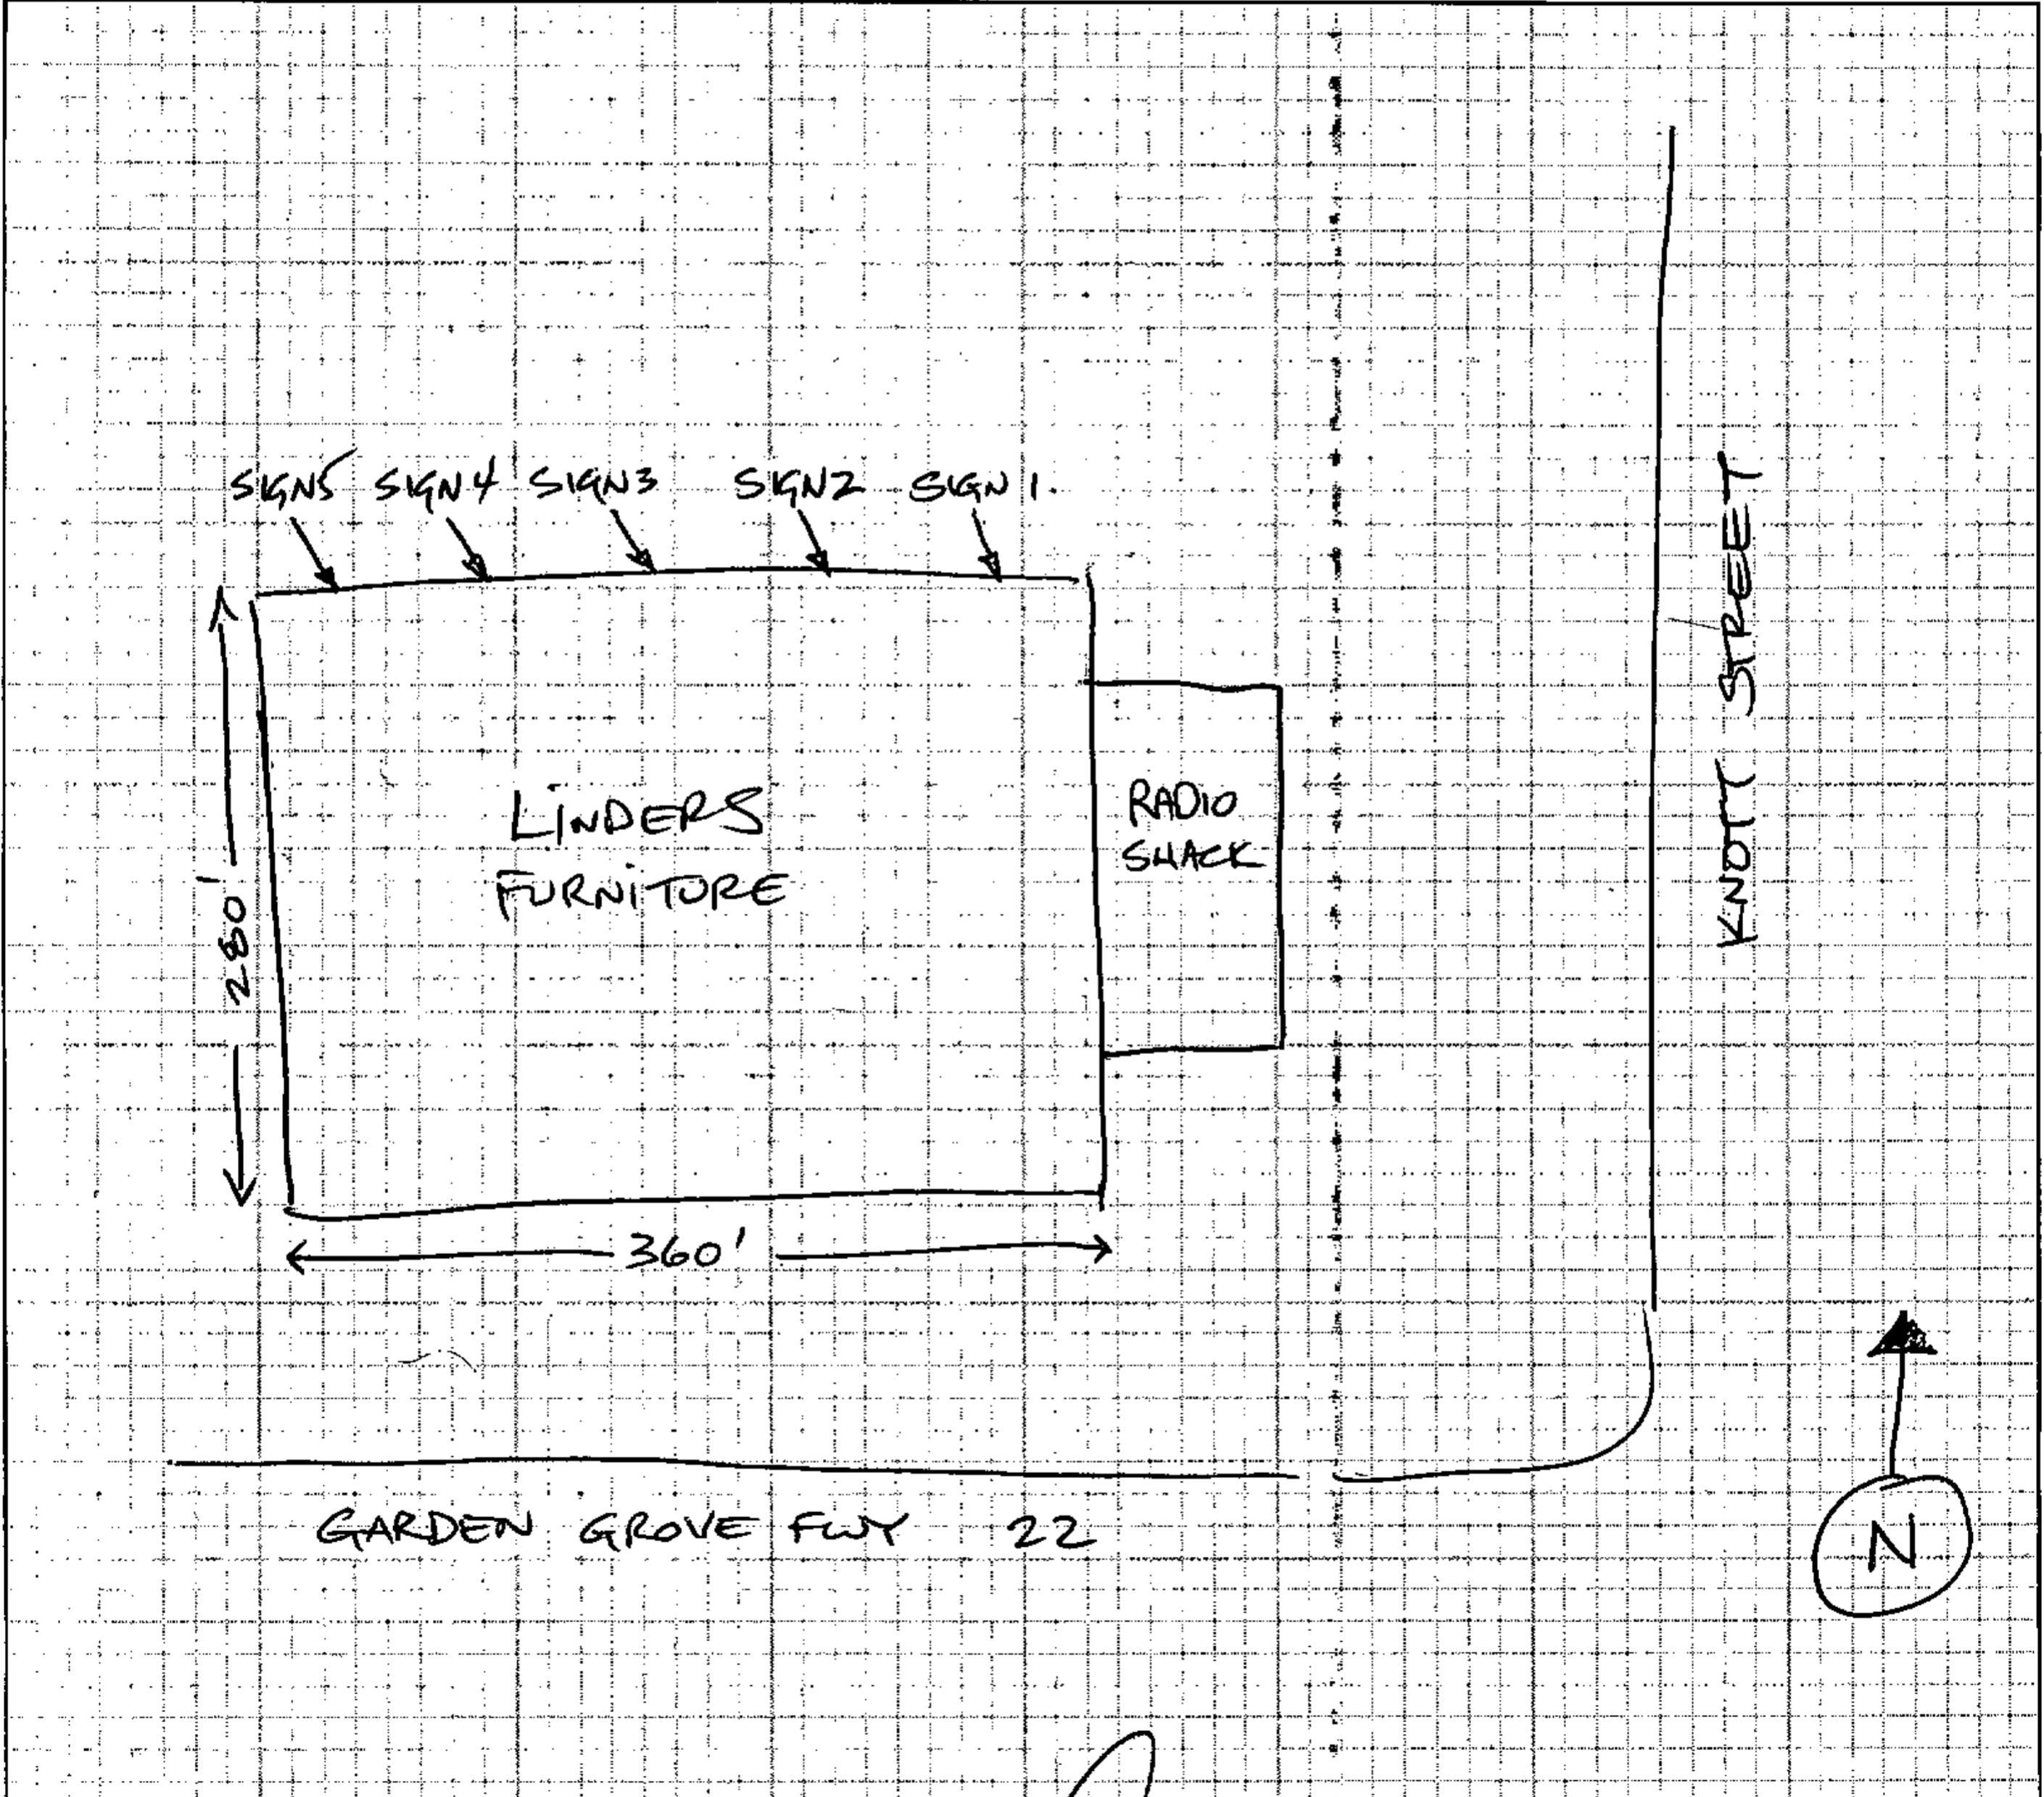 SIGN5 SIGN4 SIGN3 SIGN2 SIGN 1
LINDERS
FURNITURE
RADIO
SHACK
280'
360'
KNOTT STREET
GARDEN GROVE FWY 22
N